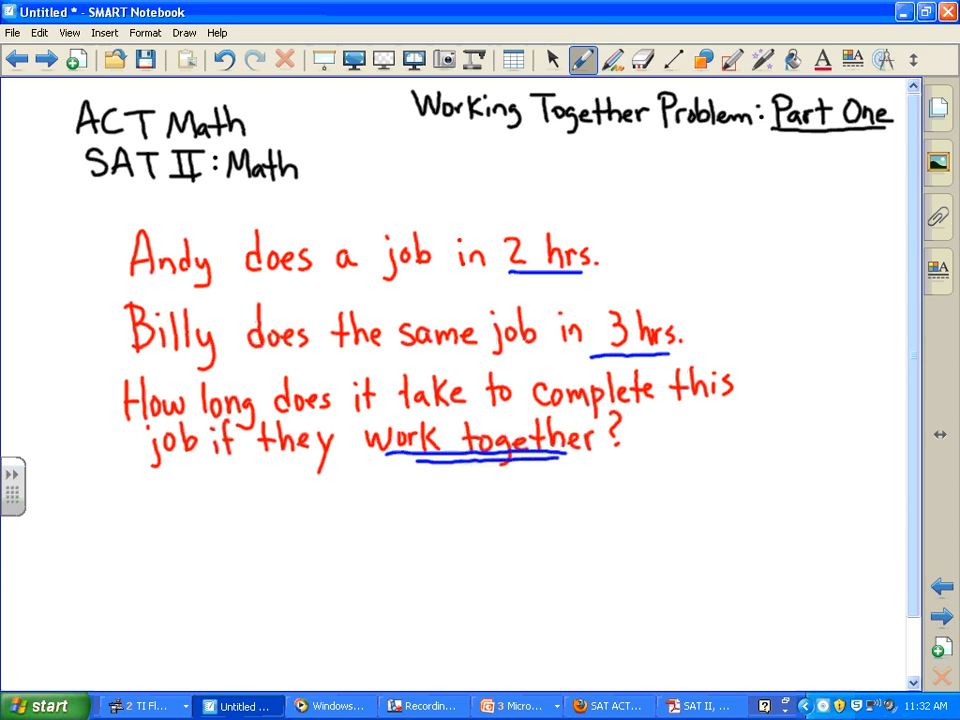 Untitled * - SMART Notebook
File Edit View Insert Format Draw Help
ACT Math
SAT II: Math
Working Together Problem: Part One
Andy does a job in 2 hrs.
Billy does the same job in 3 hrs.
How long does it take to complete this
job if they work together?
start 2 TI Fl... Untitled ... Windows... Recordin... 3 Micro... SAT ACT... SAT II, ... 11:32 AM